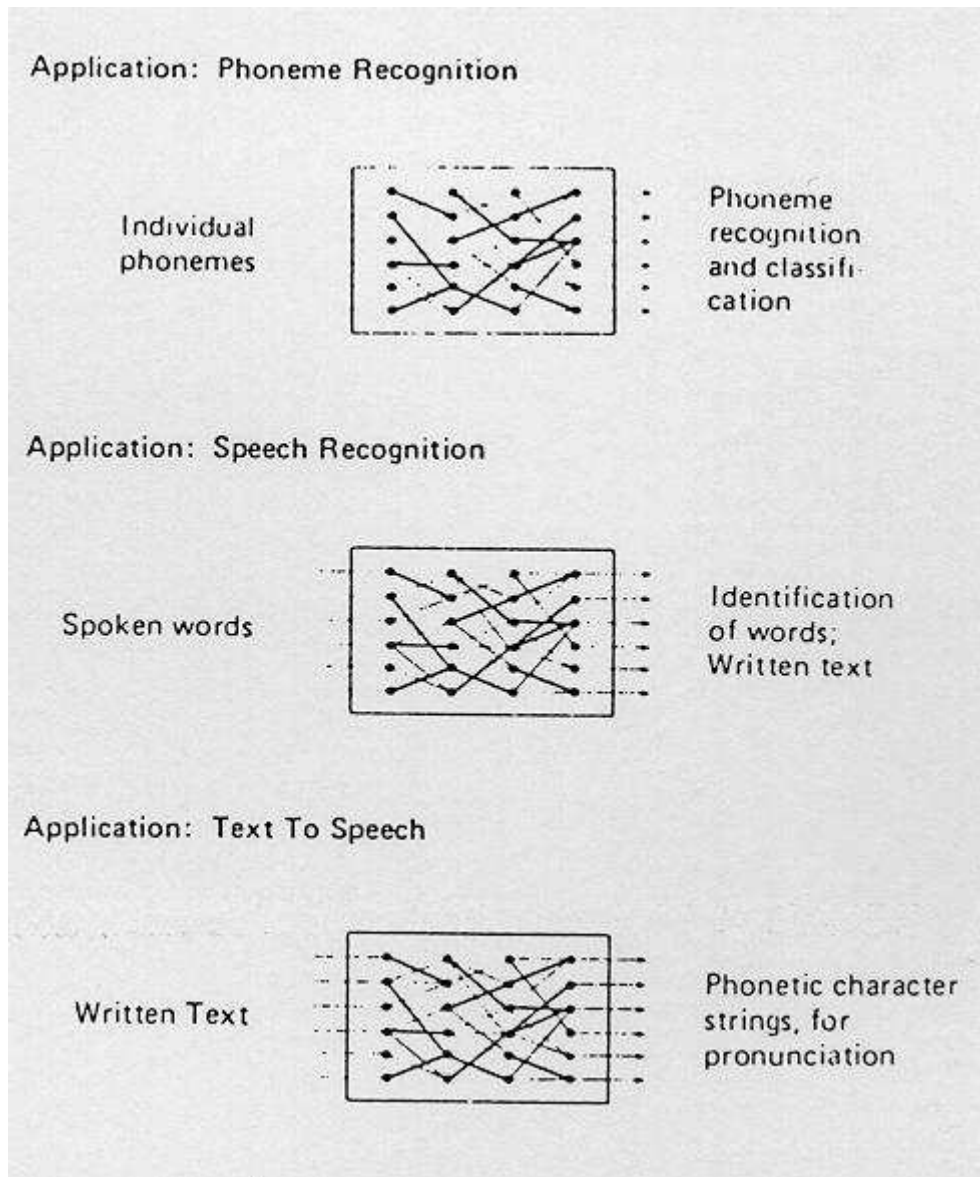 Application: Phoneme Recognition
Individual
phonemes
Phoneme
recognition
and classifi-
cation
Application: Speech Recognition
Spoken words
Identification
of words;
Written text
Application: Text To Speech
Written Text
Phonetic character
strings, for
pronunciation